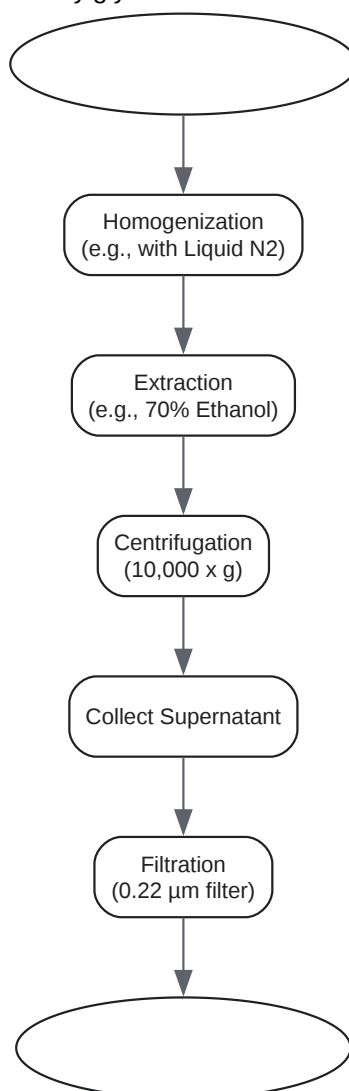 Homogenization
(e.g., with Liquid N2)
Extraction
(e.g., 70% Ethanol)
Centrifugation
(10,000 x g)
Collect Supernatant
Filtration
(0.22 µm filter)